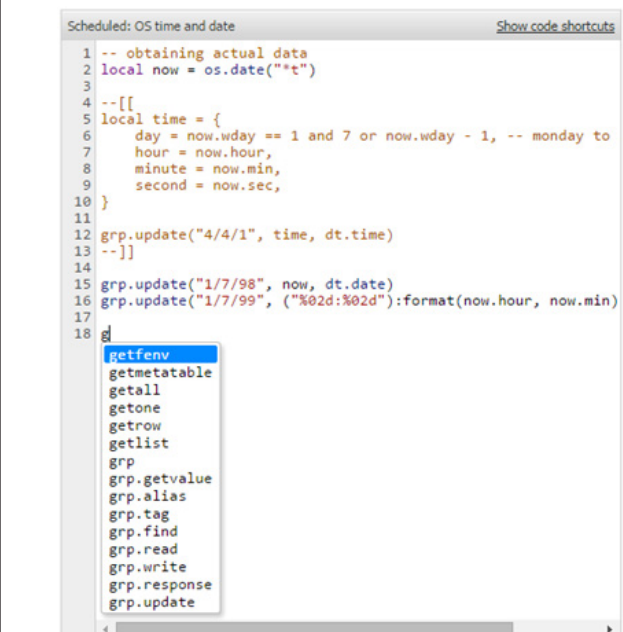 Scheduled: OS time and date Show code shortcuts
1 -- obtaining actual data
2 local now = os.date("*t")
3
4 --[[
5 local time = {
6 day = now.wday == 1 and 7 or now.wday - 1, -- monday to
7 hour = now.hour,
8 minute = now.min,
9 second = now.sec,
10 }
11
12 grp.update("4/4/1", time, dt.time)
13 --]]
14
15 grp.update("1/7/98", now, dt.date)
16 grp.update("1/7/99", ("%02d:%02d"):format(now.hour, now.min)
17
18 g
getfenv
getmetatable
getall
getone
getrow
getlist
grp
grp.getvalue
grp.alias
grp.tag
grp.find
grp.read
grp.write
grp.response
grp.update